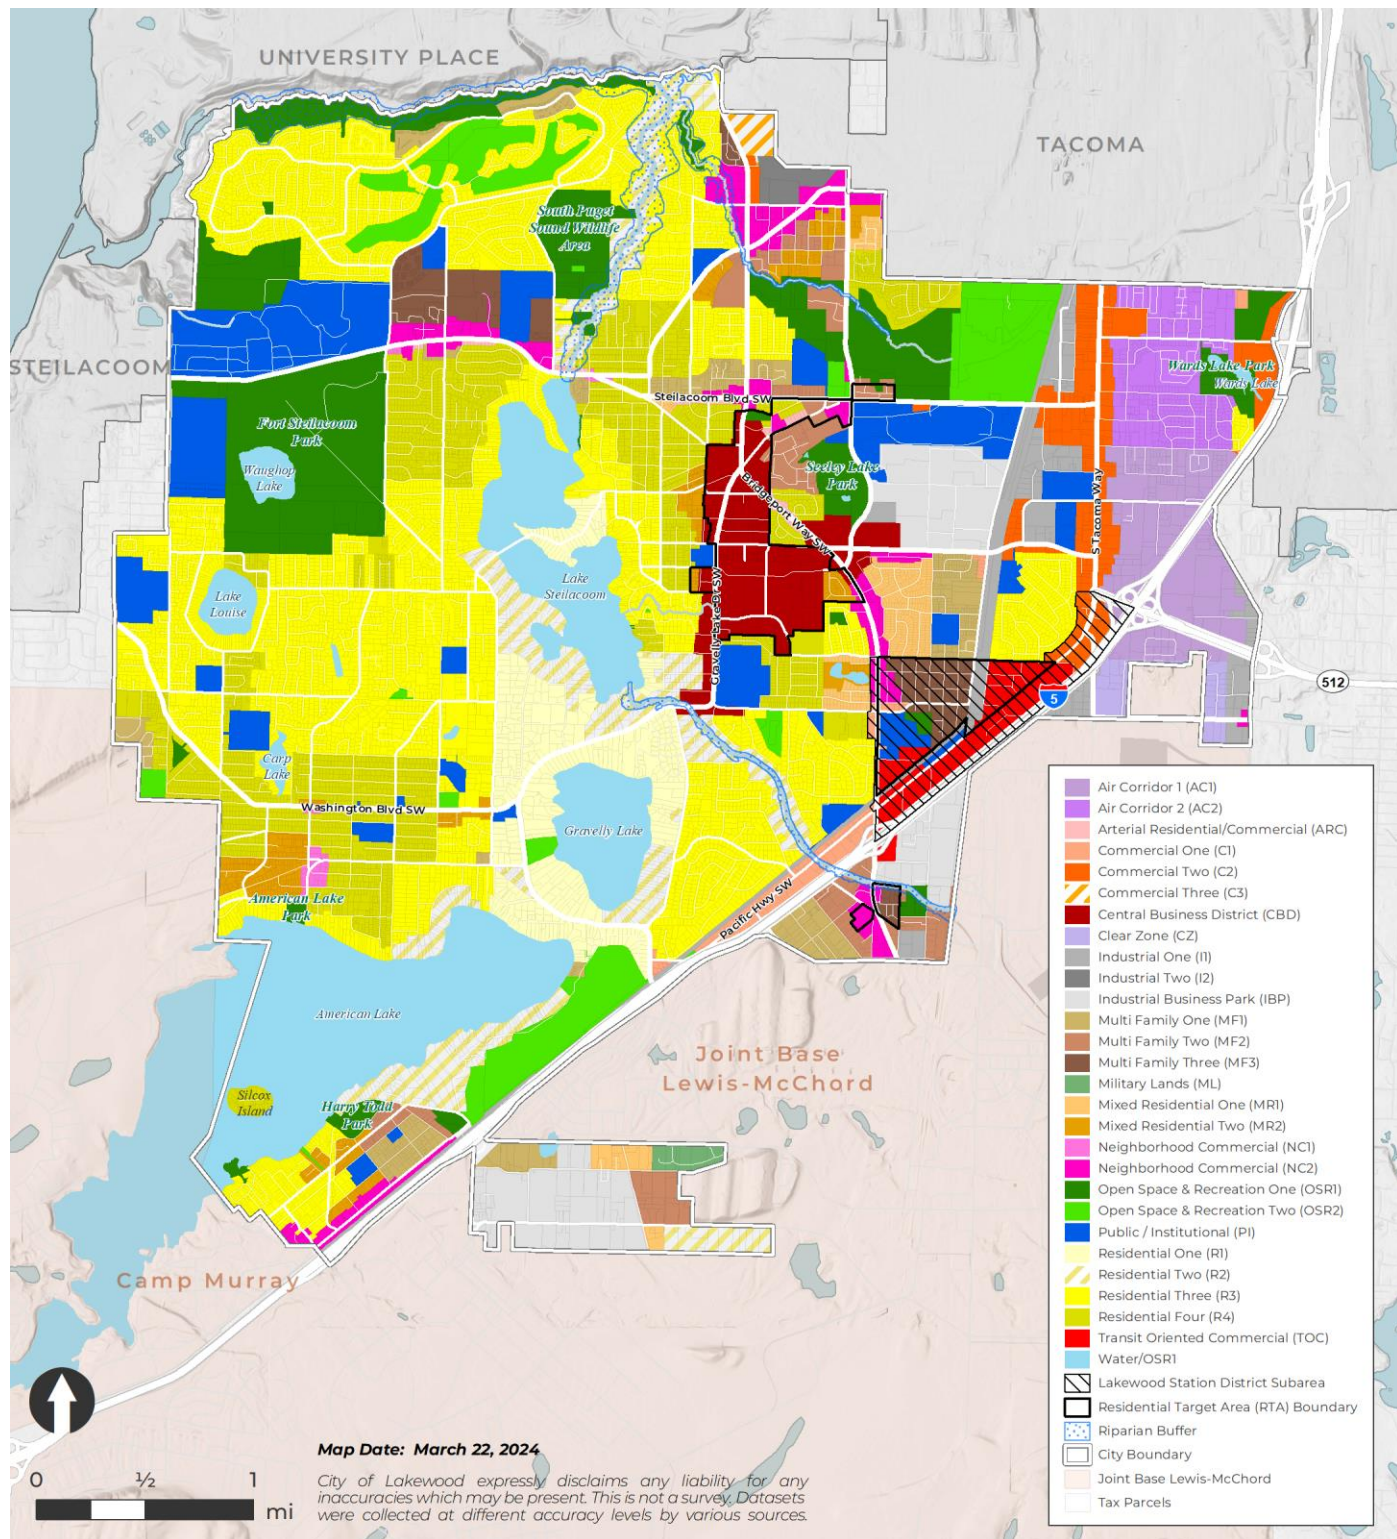 UNIVERSITY PLACE
TACOMA
South Puget
Sound Wildlife
Area
STEILACOOM
Wards Lake Park
Wards Lake
Steilacoom Blvd SW
Fort Steilacoom
Park
Waughop
Lake
Seeley Lake
Park
Bridgeport Way SW
S Tacoma Way
Lake
Steilacoom
Lake
Louise
Gravelly Lake Dr SW
512
5
Carp
Lake
Washington Blvd SW
Gravelly Lake
American Lake
Park
Pacific Hwy SW
American Lake
Joint Base
Lewis-McChord
Silcox
Island
Harry Todd
Park
Camp Murray
Air Corridor 1 (AC1)
Air Corridor 2 (AC2)
Arterial Residential/Commercial (ARC)
Commercial One (C1)
Commercial Two (C2)
Commercial Three (C3)
Central Business District (CBD)
Clear Zone (CZ)
Industrial One (I1)
Industrial Two (I2)
Industrial Business Park (IBP)
Multi Family One (MF1)
Multi Family Two (MF2)
Multi Family Three (MF3)
Military Lands (ML)
Mixed Residential One (MR1)
Mixed Residential Two (MR2)
Neighborhood Commercial (NC1)
Neighborhood Commercial (NC2)
Open Space & Recreation One (OSR1)
Open Space & Recreation Two (OSR2)
Public / Institutional (PI)
Residential One (R1)
Residential Two (R2)
Residential Three (R3)
Residential Four (R4)
Transit Oriented Commercial (TOC)
Water/OSR1
Lakewood Station District Subarea
Residential Target Area (RTA) Boundary
Riparian Buffer
City Boundary
Joint Base Lewis-McChord
Tax Parcels
Map Date: March 22, 2024
0 ½ 1
mi
City of Lakewood expressly disclaims any liability for any
inaccuracies which may be present. This is not a survey. Datasets
were collected at different accuracy levels by various sources.